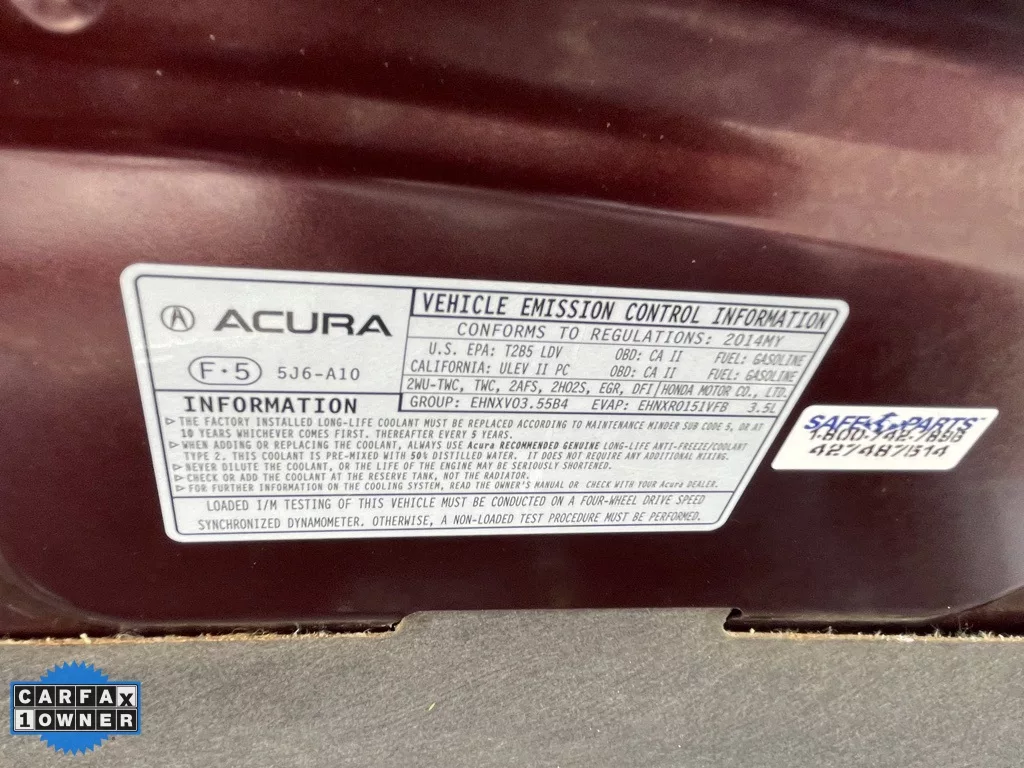 ACURA
F·5 5J6-A10
VEHICLE EMISSION CONTROL INFORMATION
CONFORMS TO REGULATIONS: 2014MY
U.S. EPA: T2B5 LDV OBD: CA II FUEL: GASOLINE
CALIFORNIA: ULEV II PC OBD: CA II FUEL: GASOLINE
2WU-TWC, TWC, 2AFS, 2HO2S, EGR, DFI HONDA MOTOR CO., LTD.
GROUP: EHNXV03.55B4 EVAP: EHNXR0151VFB 3.5L
INFORMATION
▷ THE FACTORY INSTALLED LONG-LIFE COOLANT MUST BE REPLACED ACCORDING TO MAINTENANCE MINDER SUB CODE 5, OR AT
10 YEARS WHICHEVER COMES FIRST. THEREAFTER EVERY 5 YEARS.
▷ WHEN ADDING OR REPLACING THE COOLANT, ALWAYS USE Acura RECOMMENDED GENUINE LONG-LIFE ANTI-FREEZE/COOLANT
TYPE 2. THIS COOLANT IS PRE-MIXED WITH 50% DISTILLED WATER. IT DOES NOT REQUIRE ANY ADDITIONAL MIXING.
▷ NEVER DILUTE THE COOLANT, OR THE LIFE OF THE ENGINE MAY BE SERIOUSLY SHORTENED.
▷ CHECK OR ADD THE COOLANT AT THE RESERVE TANK, NOT THE RADIATOR.
▷ FOR FURTHER INFORMATION ON THE COOLING SYSTEM, READ THE OWNER'S MANUAL OR CHECK WITH YOUR Acura DEALER.
LOADED I/M TESTING OF THIS VEHICLE MUST BE CONDUCTED ON A FOUR-WHEEL DRIVE SPEED
SYNCHRONIZED DYNAMOMETER. OTHERWISE, A NON-LOADED TEST PROCEDURE MUST BE PERFORMED.
SAFE PARTS™
1-800-742-7898
CARFAX
1 OWNER